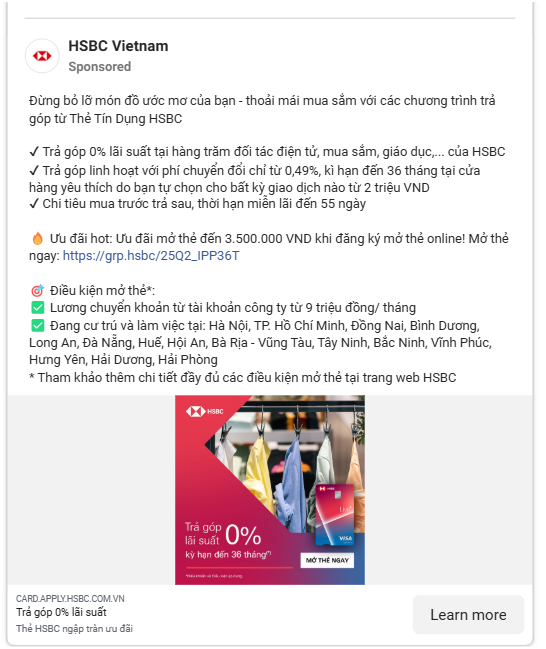 HSBC Vietnam
Sponsored
Đừng bỏ lỡ món đồ ước mơ của bạn - thoải mái mua sắm với các chương trình trả
góp từ Thẻ Tín Dụng HSBC
✓ Trả góp 0% lãi suất tại hàng trăm đối tác điện tử, mua sắm, giáo dục,... của HSBC
✓ Trả góp linh hoạt với phí chuyển đổi chỉ từ 0,49%, kì hạn đến 36 tháng tại cửa
hàng yêu thích do bạn tự chọn cho bất kỳ giao dịch nào từ 2 triệu VND
✓ Chi tiêu mua trước trả sau, thời hạn miễn lãi đến 55 ngày
🔥 Ưu đãi hot: Ưu đãi mở thẻ đến 3.500.000 VND khi đăng ký mở thẻ online! Mở thẻ
ngay: https://grp.hsbc/25Q2_IPP36T
🎯 Điều kiện mở thẻ*:
✅ Lương chuyển khoản từ tài khoản công ty từ 9 triệu đồng/ tháng
✅ Đang cư trú và làm việc tại: Hà Nội, TP. Hồ Chí Minh, Đồng Nai, Bình Dương,
Long An, Đà Nẵng, Huế, Hội An, Bà Rịa - Vũng Tàu, Tây Ninh, Bắc Ninh, Vĩnh Phúc,
Hưng Yên, Hải Dương, Hải Phòng
* Tham khảo thêm chi tiết đầy đủ các điều kiện mở thẻ tại trang web HSBC
HSBC
HSBC
Live+
VISA
Trả góp
lãi suất 0%
kỳ hạn đến 36 tháng(*)
MỞ THẺ NGAY
CARD.APPLY.HSBC.COM.VN
Trả góp 0% lãi suất
Thẻ HSBC ngập tràn ưu đãi
Learn more